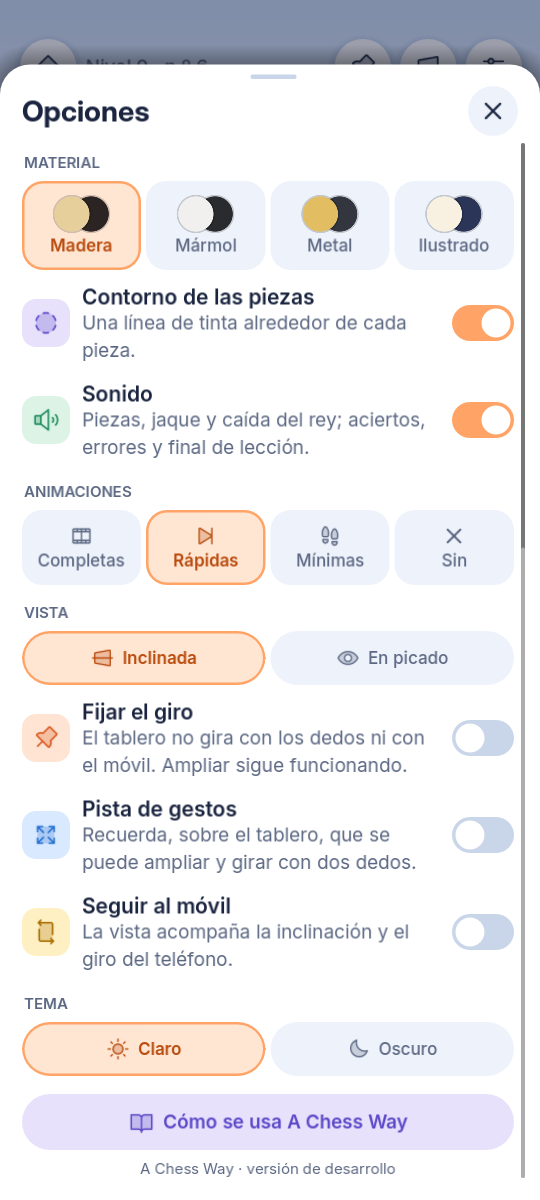 Opciones
MATERIAL
Madera
Mármol
Metal
Ilustrado
Contorno de las piezas
Una línea de tinta alrededor de cada
pieza.
Sonido
Piezas, jaque y caída del rey; aciertos,
errores y final de lección.
ANIMACIONES
Completas
Rápidas
Mínimas
Sin
VISTA
Inclinada
En picado
Fijar el giro
El tablero no gira con los dedos ni con
el móvil. Ampliar sigue funcionando.
Pista de gestos
Recuerda, sobre el tablero, que se
puede ampliar y girar con dos dedos.
Seguir al móvil
La vista acompaña la inclinación y el
giro del teléfono.
TEMA
Claro
Oscuro
Cómo se usa A Chess Way
A Chess Way · versión de desarrollo